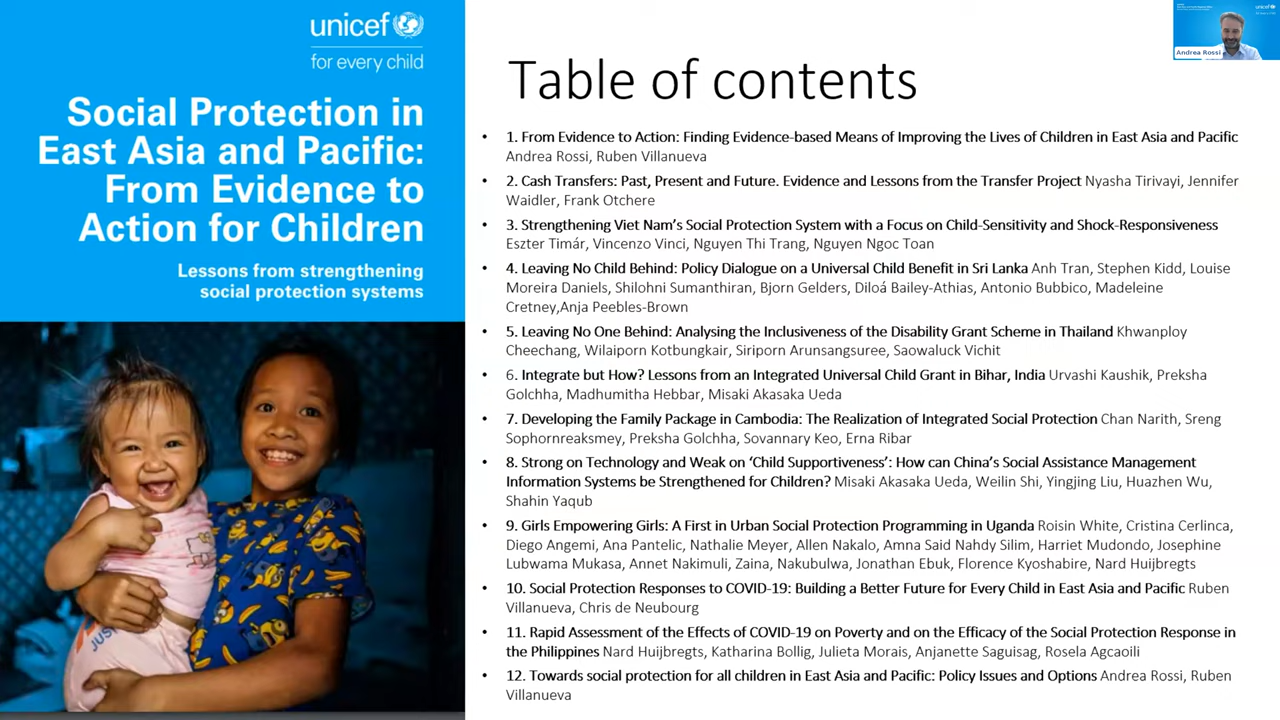 unicef
for every child
Social Protection in
East Asia and Pacific:
From Evidence to
Action for Children
Lessons from strengthening
social protection systems
Table of contents
• 1. From Evidence to Action: Finding Evidence-based Means of Improving the Lives of Children in East Asia and Pacific
Andrea Rossi, Ruben Villanueva
• 2. Cash Transfers: Past, Present and Future. Evidence and Lessons from the Transfer Project Nyasha Tirivayi, Jennifer
Waidler, Frank Otchere
• 3. Strengthening Viet Nam's Social Protection System with a Focus on Child-Sensitivity and Shock-Responsiveness
Eszter Timár, Vincenzo Vinci, Nguyen Thi Trang, Nguyen Ngoc Toan
• 4. Leaving No Child Behind: Policy Dialogue on a Universal Child Benefit in Sri Lanka Anh Tran, Stephen Kidd, Louise
Moreira Daniels, Shilohni Sumanthiran, Bjorn Gelders, Diloá Bailey-Athias, Antonio Bubbico, Madeleine
Cretney,Anja Peebles-Brown
• 5. Leaving No One Behind: Analysing the Inclusiveness of the Disability Grant Scheme in Thailand Khwanploy
Cheechang, Wilaiporn Kotbungkair, Siriporn Arunsangsuree, Saowaluck Vichit
• 6. Integrate but How? Lessons from an Integrated Universal Child Grant in Bihar, India Urvashi Kaushik, Preksha
Golchha, Madhumitha Hebbar, Misaki Akasaka Ueda
• 7. Developing the Family Package in Cambodia: The Realization of Integrated Social Protection Chan Narith, Sreng
Sophornreaksmey, Preksha Golchha, Sovannary Keo, Erna Ribar
• 8. Strong on Technology and Weak on 'Child Supportiveness': How can China's Social Assistance Management
Information Systems be Strengthened for Children? Misaki Akasaka Ueda, Weilin Shi, Yingjing Liu, Huazhen Wu,
Shahin Yaqub
• 9. Girls Empowering Girls: A First in Urban Social Protection Programming in Uganda Roisin White, Cristina Cerlinca,
Diego Angemi, Ana Pantelic, Nathalie Meyer, Allen Nakalo, Amna Said Nahdy Silim, Harriet Mudondo, Josephine
Lubwama Mukasa, Annet Nakimuli, Zaina, Nakubulwa, Jonathan Ebuk, Florence Kyoshabire, Nard Huijbregts
• 10. Social Protection Responses to COVID-19: Building a Better Future for Every Child in East Asia and Pacific Ruben
Villanueva, Chris de Neubourg
• 11. Rapid Assessment of the Effects of COVID-19 on Poverty and on the Efficacy of the Social Protection Response in
the Philippines Nard Huijbregts, Katharina Bollig, Julieta Morais, Anjanette Saguisag, Rosela Agcaoili
• 12. Towards social protection for all children in East Asia and Pacific: Policy Issues and Options Andrea Rossi, Ruben
Villanueva
unicef
Andrea Rossi
JUS